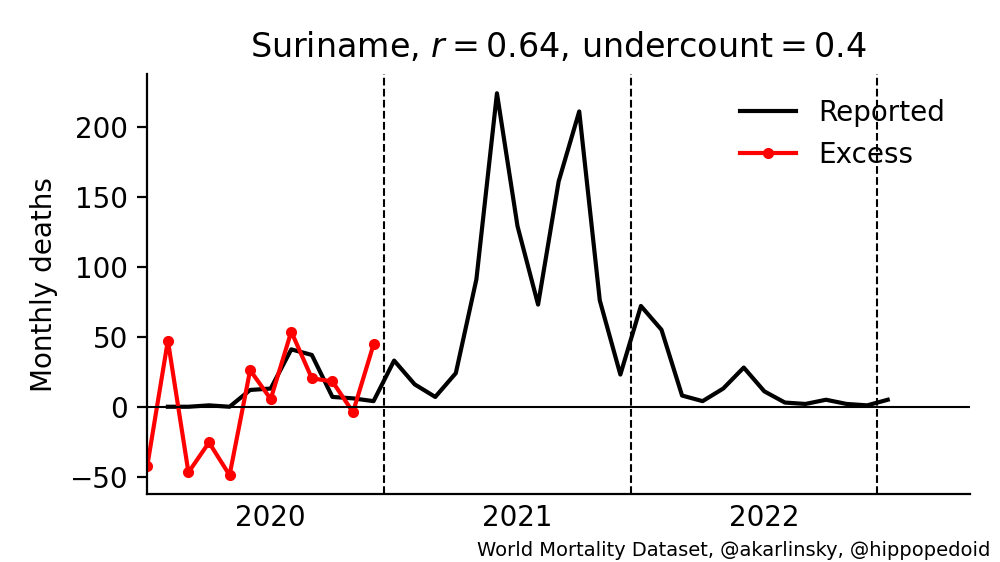 Suriname, r = 0.64, undercount = 0.4
Monthly deaths
200
150
100
50
0
−50
Reported
Excess
2020 2021 2022
World Mortality Dataset, @akarlinsky, @hippopedoid